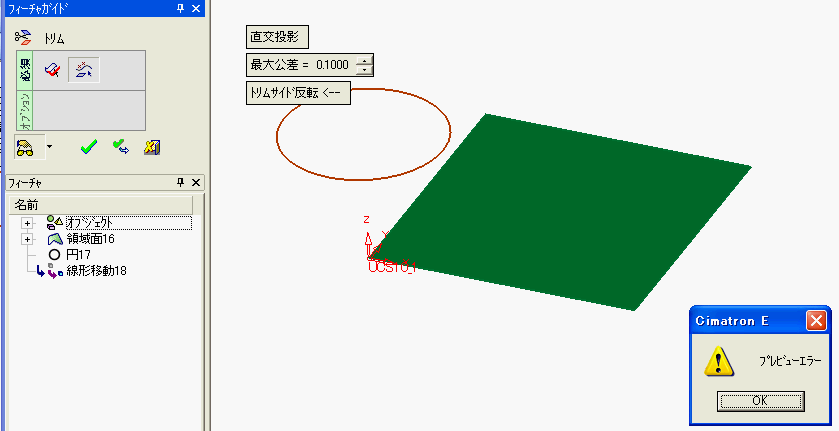 フィーチャガイド
トリム
必須
オプション
フィーチャ
名前
オブジェクト
領域面16
円17
線形移動18
直交投影
最大公差 = 0.1000
トリムサイド反転 <--
Z
Y
UCS10_1
Cimatron E
プレビューエラー
OK